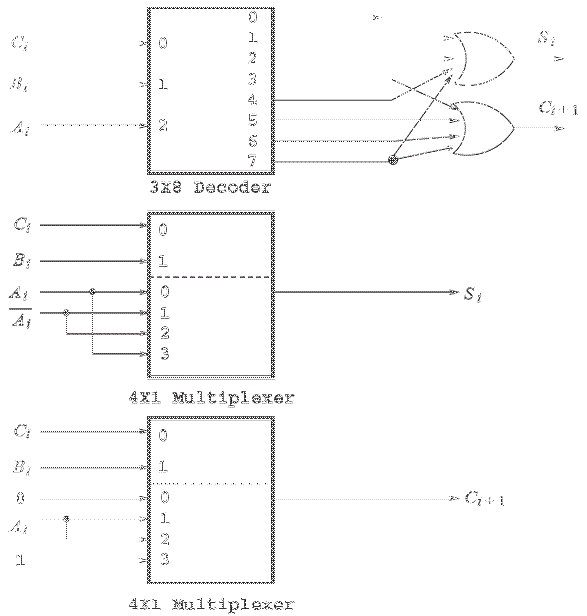 0
C_i 0 1 S_i
2
B_i 1 3
4 C_{i+1}
A_i 2 5
6
7
3X8 Decoder
C_i 0
B_i 1
A_i 0 S_i
\overline{A_i} 1
2
3
4X1 Multiplexer
C_i 0
B_i 1
0 0 C_{i+1}
A_i 1
2
1 3
4X1 Multiplexer